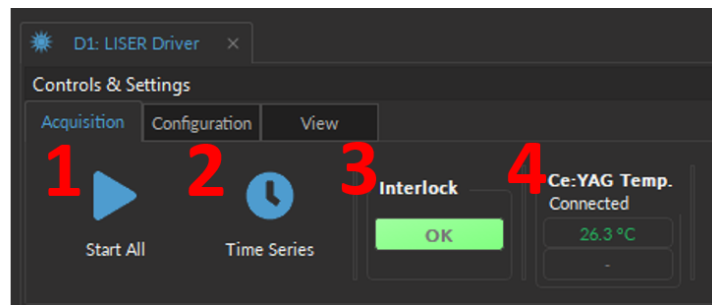 D1: LISER Driver ×
Controls & Settings
Acquisition Configuration View
1 2 3 4
Start All
Time Series
Interlock
OK
Ce:YAG Temp.
Connected
26.3 °C
-